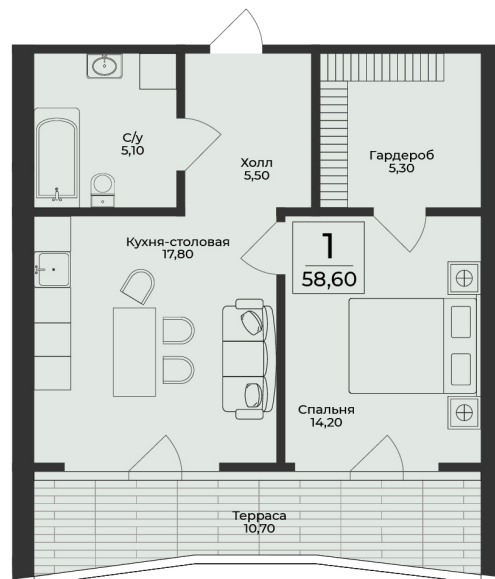 С/у
5,10
Холл
5,50
Гардероб
5,30
Кухня-столовая
17,80
1
58,60
Спальня
14,20
Терраса
10,70